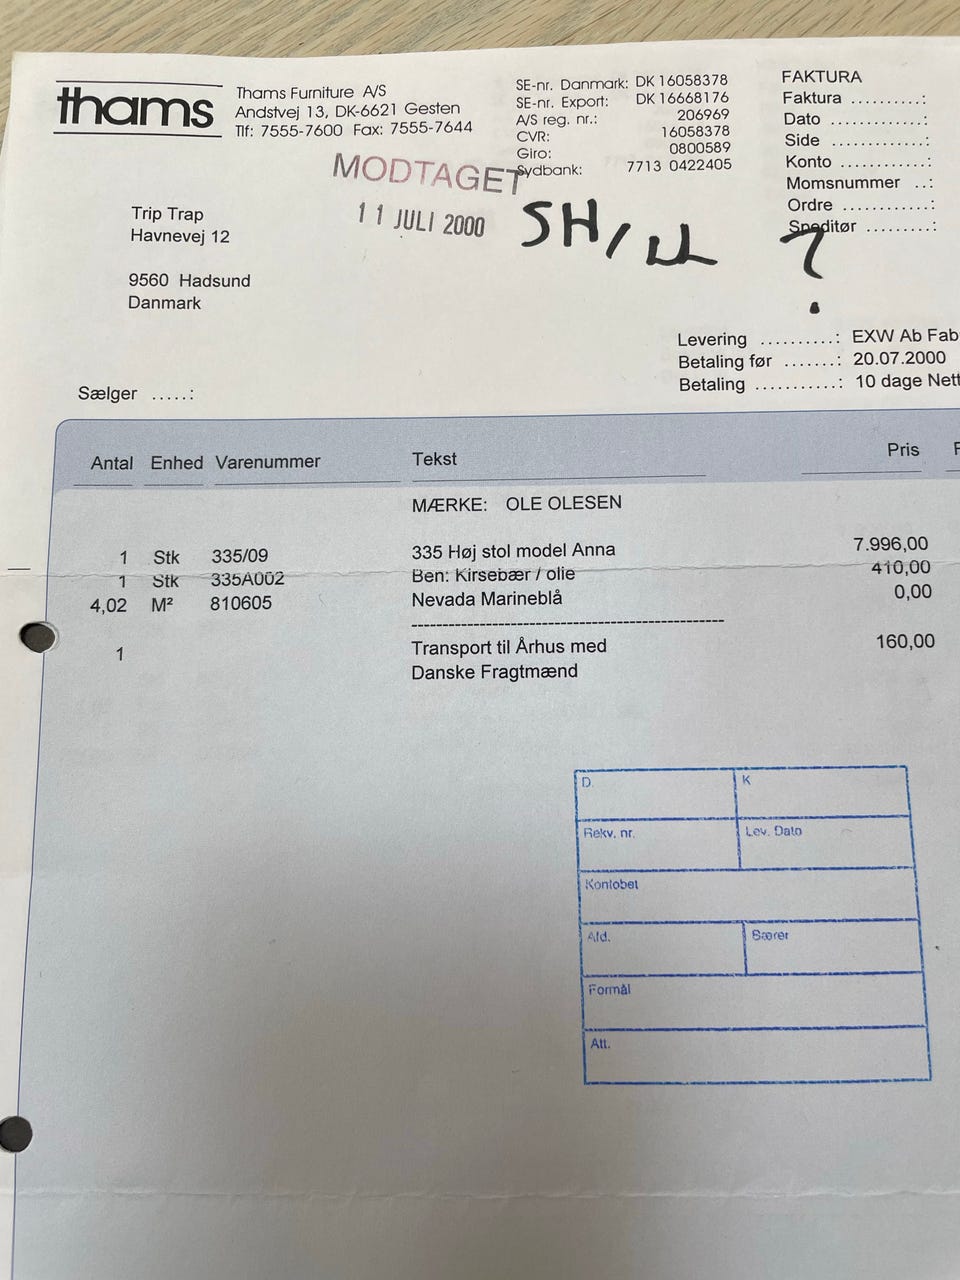 thams
Thams Furniture A/S
Andstvej 13, DK-6621 Gesten
Tlf: 7555-7600 Fax: 7555-7644
SE-nr. Danmark: DK 16058378
SE-nr. Export: DK 16668176
A/S reg. nr.: 206969
CVR: 16058378
Giro: 0800589
Sydbank: 7713 0422405
FAKTURA
Faktura ..........:
Dato .............:
Side .............:
Konto ............:
Momsnummer ..:
Ordre ............:
Speditør .........:
MODTAGET
11 JULI 2000
SH/
?
Trip Trap
Havnevej 12
9560 Hadsund
Danmark
Levering ..........: EXW Ab Fab
Betaling før .......: 20.07.2000
Betaling ...........: 10 dage Nett
Sælger .....:
Antal Enhed Varenummer Tekst Pris
MÆRKE: OLE OLESEN
1 Stk 335/09 335 Høj stol model Anna 7.996,00
1 Stk 335A002 Ben: Kirsebær / olie 410,00
4,02 M² 810605 Nevada Marineblå 0,00
--------------------------------------------------------
1 Transport til Århus med 160,00
Danske Fragtmænd
D. K
Rekv. nr. Lev. Dato
Kontobet
Afd. Bærer
Formål
Att.